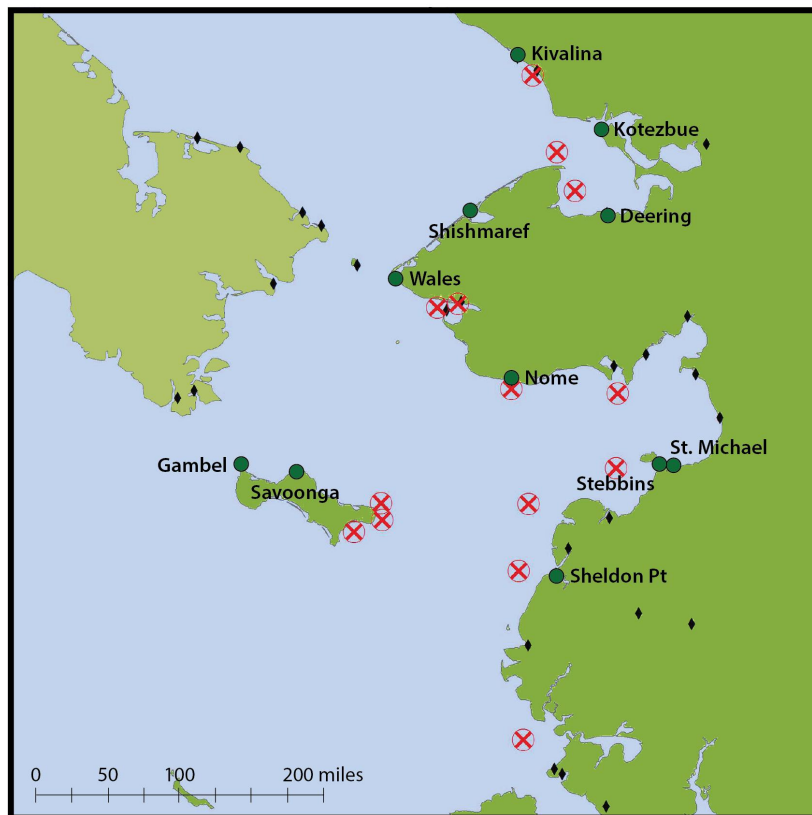 Kivalina
Kotezbue
Deering
Shishmaref
Wales
Nome
St. Michael
Gambel
Stebbins
Savoonga
Sheldon Pt
0 50 100 200 miles